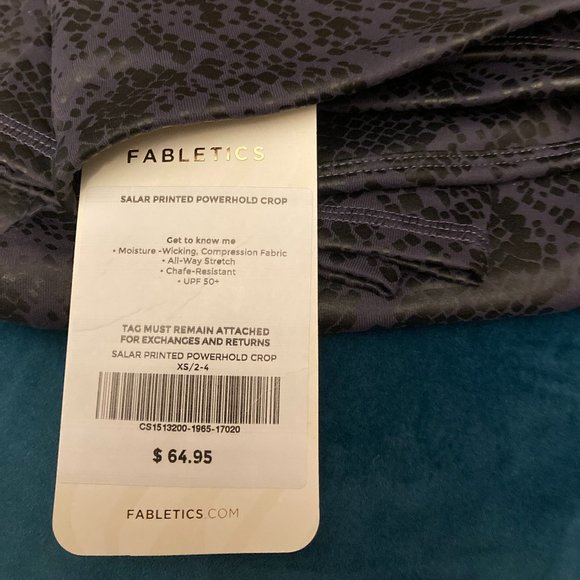 FABLETICS
SALAR PRINTED POWERHOLD CROP
Get to know me
• Moisture -Wicking, Compression Fabric
• All-Way Stretch
• Chafe-Resistant
• UPF 50+
TAG MUST REMAIN ATTACHED
FOR EXCHANGES AND RETURNS
SALAR PRINTED POWERHOLD CROP
XS/2-4
CS1513200-1965-17020
$ 64.95
FABLETICS.COM